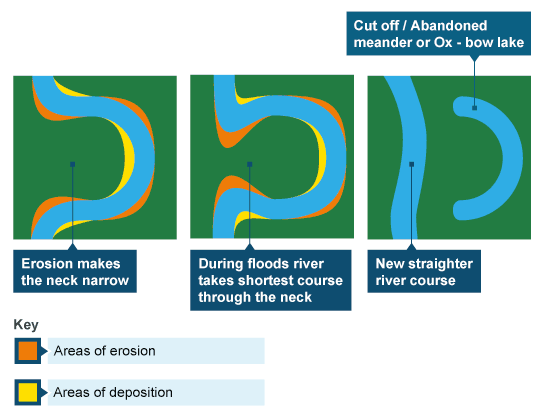 Cut off / Abandoned
meander or Ox - bow lake
Erosion makes
the neck narrow
During floods river
takes shortest course
through the neck
New straighter
river course
Key
Areas of erosion
Areas of deposition